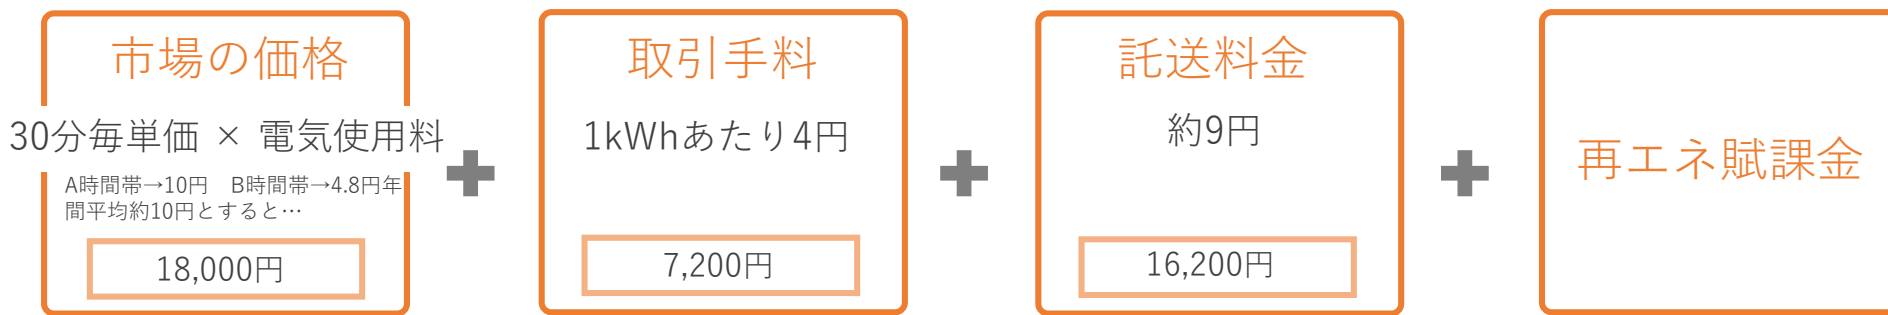 市場の価格
30分毎単価 × 電気使用料
A時間帯→10円　B時間帯→4.8円年
間平均約10円とすると…
18,000円
取引手料
1kWhあたり4円
7,200円
託送料金
約9円
16,200円
再エネ賦課金